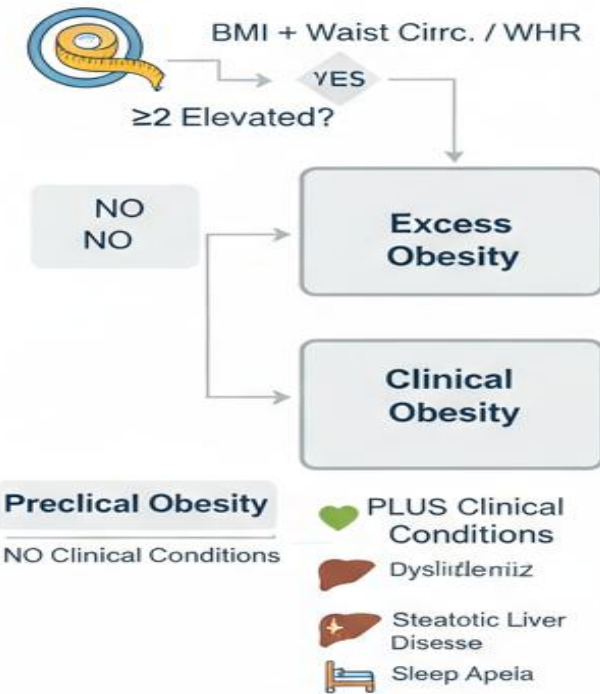 BMI + Waist Cirrc. / WHR
YES
≥2 Elevated?
NO
NO
Excess
Obesity
Clinical
Obesity
Preclical Obesity
NO Clinical Conditions
PLUS Clinical
Conditions
Steatotic Liver
Disesse
Sleep Apeia